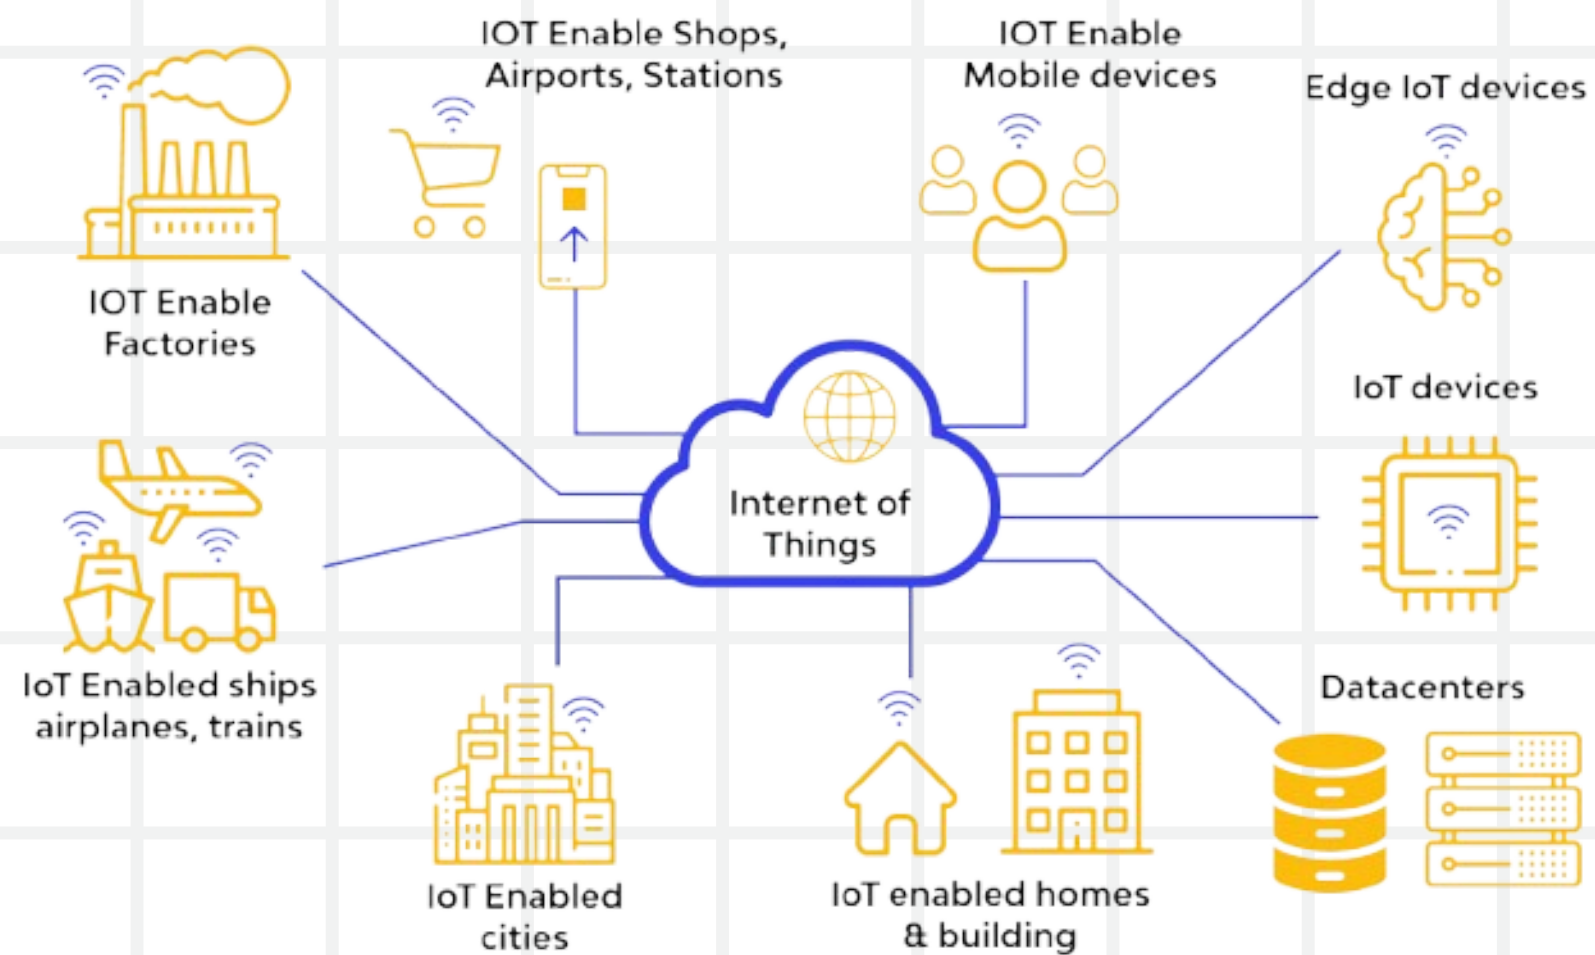 IOT Enable Shops,
Airports, Stations
IOT Enable
Mobile devices
Edge IoT devices
IOT Enable
Factories
IoT devices
Internet of
Things
IoT Enabled ships
airplanes, trains
Datacenters
IoT Enabled
cities
IoT enabled homes
& building